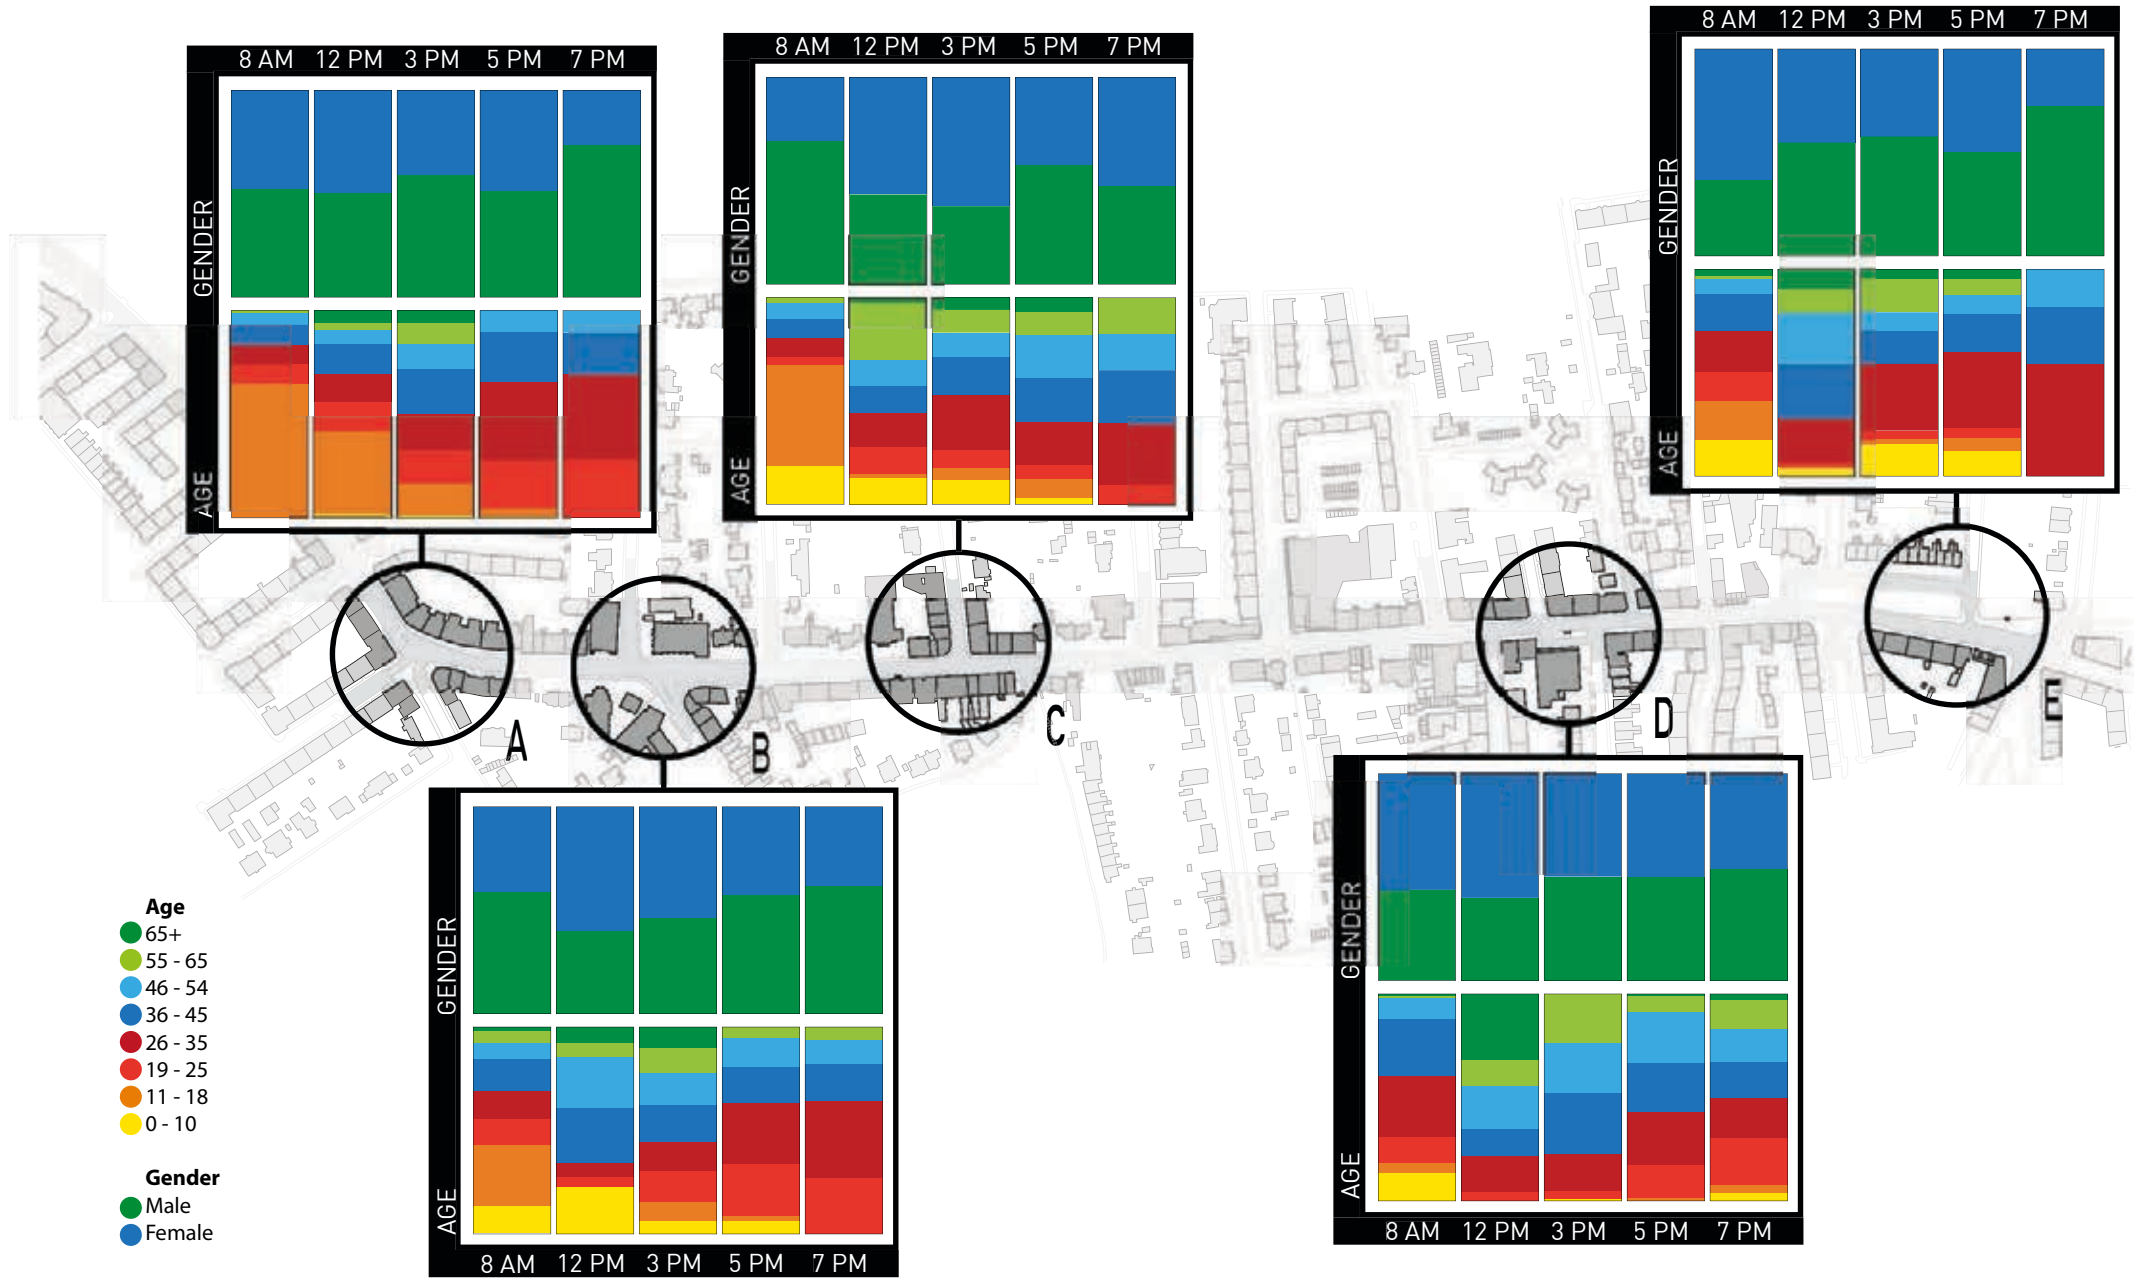 8 AM 12 PM 3 PM 5 PM 7 PM
GENDER
AGE
8 AM 12 PM 3 PM 5 PM 7 PM
GENDER
AGE
8 AM 12 PM 3 PM 5 PM 7 PM
GENDER
AGE
A
B
C
D
E
GENDER
AGE
8 AM 12 PM 3 PM 5 PM 7 PM
GENDER
AGE
8 AM 12 PM 3 PM 5 PM 7 PM
Age
65+
55 - 65
46 - 54
36 - 45
26 - 35
19 - 25
11 - 18
0 - 10
Gender
Male
Female